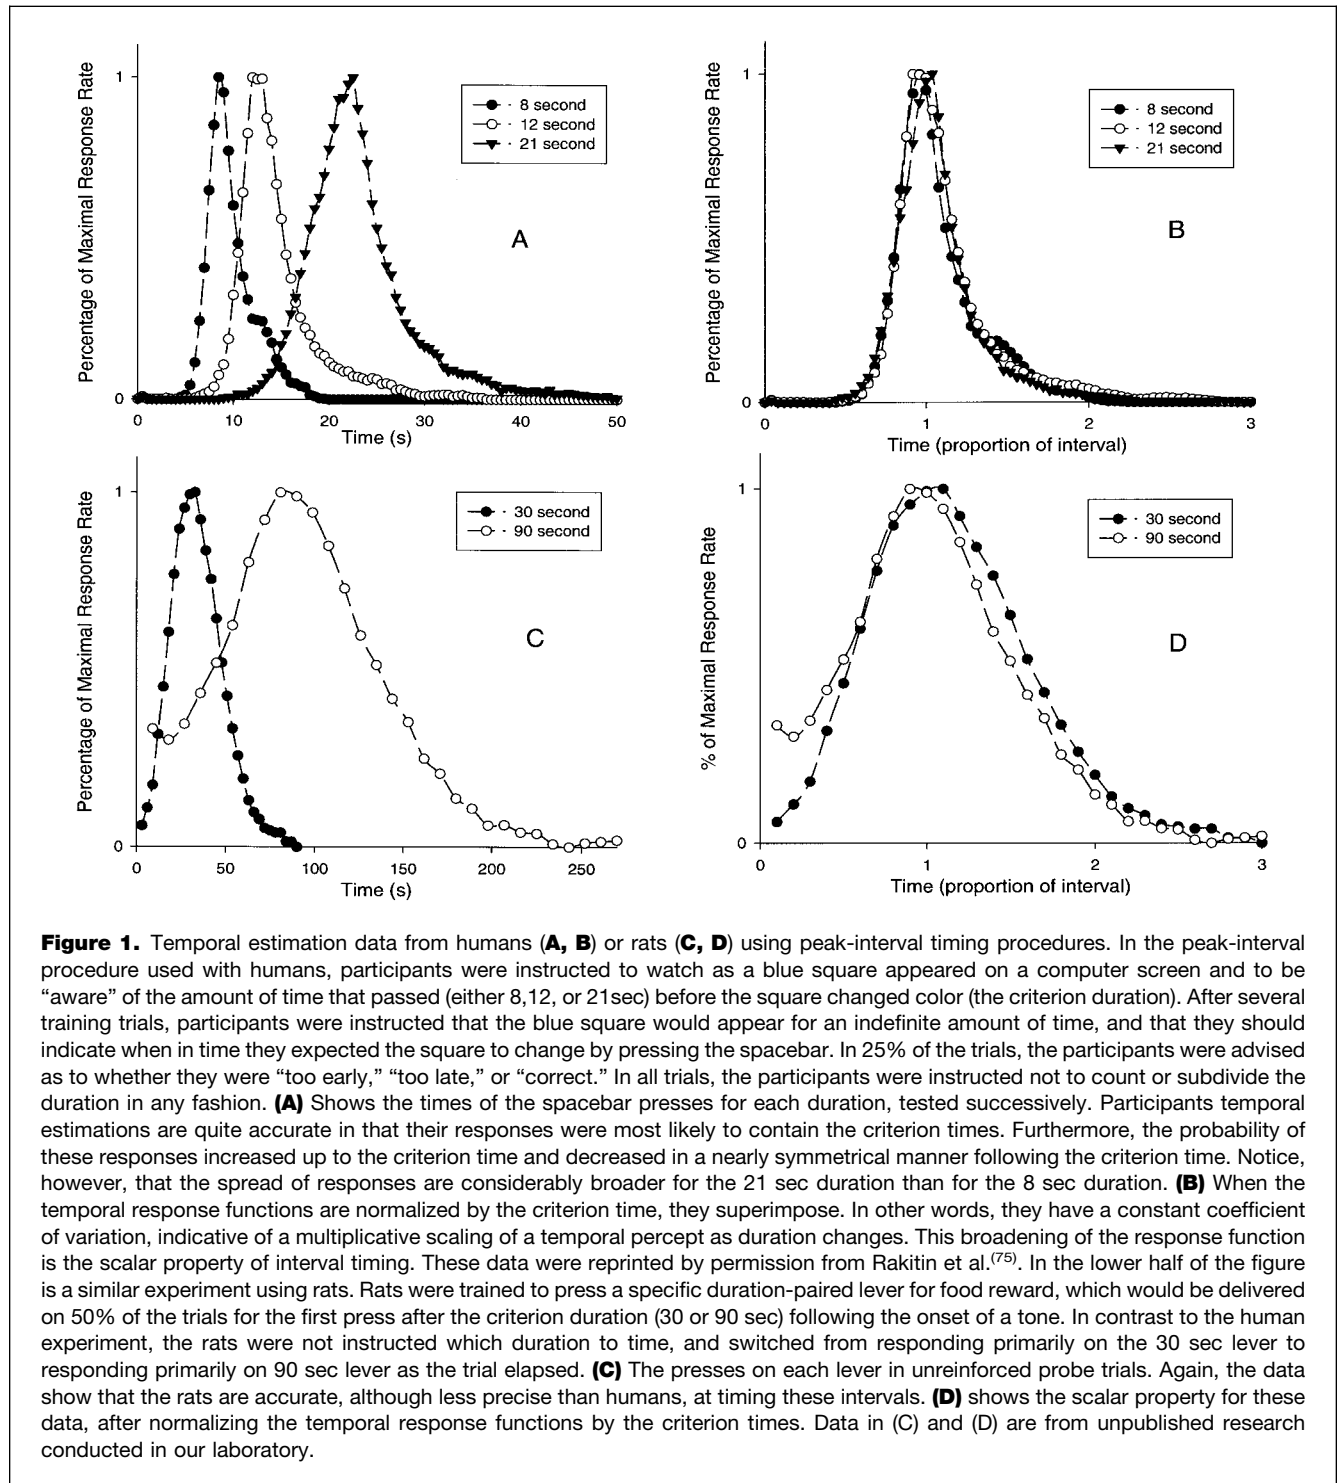 Percentage of Maximal Response Rate
1
0
8 second
12 second
21 second
A
0 10 20 30 40 50
Time (s)
Percentage of Maximal Response Rate
1
0
8 second
12 second
21 second
B
0 1 2 3
Time (proportion of interval)
Percentage of Maximal Response Rate
1
0
30 second
90 second
C
0 50 100 150 200 250
Time (s)
% of Maximal Response Rate
1
0
30 second
90 second
D
0 1 2 3
Time (proportion of interval)
Figure 1. Temporal estimation data from humans (A, B) or rats (C, D) using peak-interval timing procedures. In the peak-interval
procedure used with humans, participants were instructed to watch as a blue square appeared on a computer screen and to be
“aware” of the amount of time that passed (either 8,12, or 21sec) before the square changed color (the criterion duration). After several
training trials, participants were instructed that the blue square would appear for an indefinite amount of time, and that they should
indicate when in time they expected the square to change by pressing the spacebar. In 25% of the trials, the participants were advised
as to whether they were “too early,” “too late,” or “correct.” In all trials, the participants were instructed not to count or subdivide the
duration in any fashion. (A) Shows the times of the spacebar presses for each duration, tested successively. Participants temporal
estimations are quite accurate in that their responses were most likely to contain the criterion times. Furthermore, the probability of
these responses increased up to the criterion time and decreased in a nearly symmetrical manner following the criterion time. Notice,
however, that the spread of responses are considerably broader for the 21 sec duration than for the 8 sec duration. (B) When the
temporal response functions are normalized by the criterion time, they superimpose. In other words, they have a constant coefficient
of variation, indicative of a multiplicative scaling of a temporal percept as duration changes. This broadening of the response function
is the scalar property of interval timing. These data were reprinted by permission from Rakitin et al.(75). In the lower half of the figure
is a similar experiment using rats. Rats were trained to press a specific duration-paired lever for food reward, which would be delivered
on 50% of the trials for the first press after the criterion duration (30 or 90 sec) following the onset of a tone. In contrast to the human
experiment, the rats were not instructed which duration to time, and switched from responding primarily on the 30 sec lever to
responding primarily on 90 sec lever as the trial elapsed. (C) The presses on each lever in unreinforced probe trials. Again, the data
show that the rats are accurate, although less precise than humans, at timing these intervals. (D) shows the scalar property for these
data, after normalizing the temporal response functions by the criterion times. Data in (C) and (D) are from unpublished research
conducted in our laboratory.